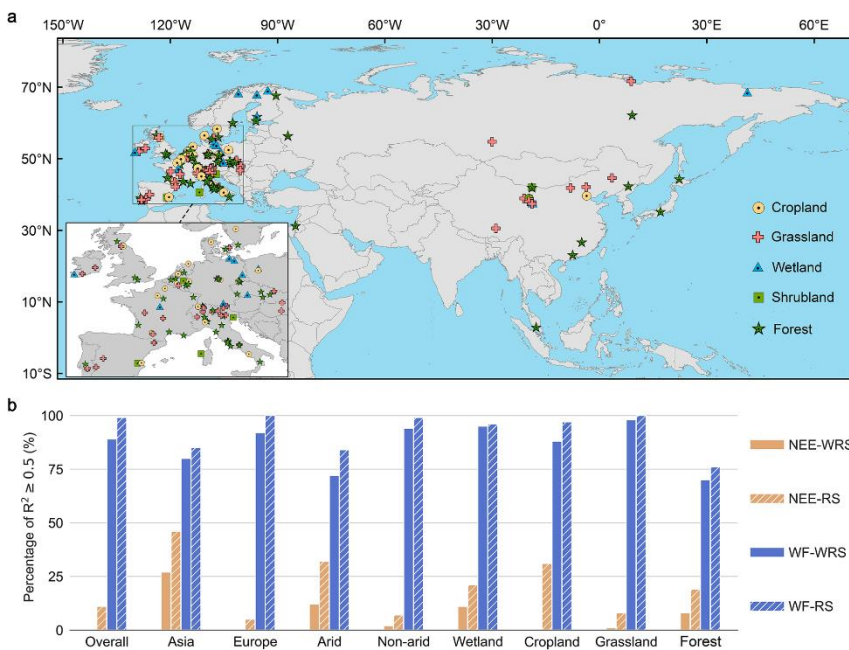 a
150°W 120°W 90°W 60°W 30°W 0° 30°E 60°E
70°N
50°N
30°N
10°N
10°S
Cropland
Grassland
Wetland
Shrubland
Forest
b
Percentage of R² ≥ 0.5 (%)
100
75
50
25
0
Overall Asia Europe Arid Non-arid Wetland Cropland Grassland Forest
NEE-WRS
NEE-RS
WF-WRS
WF-RS